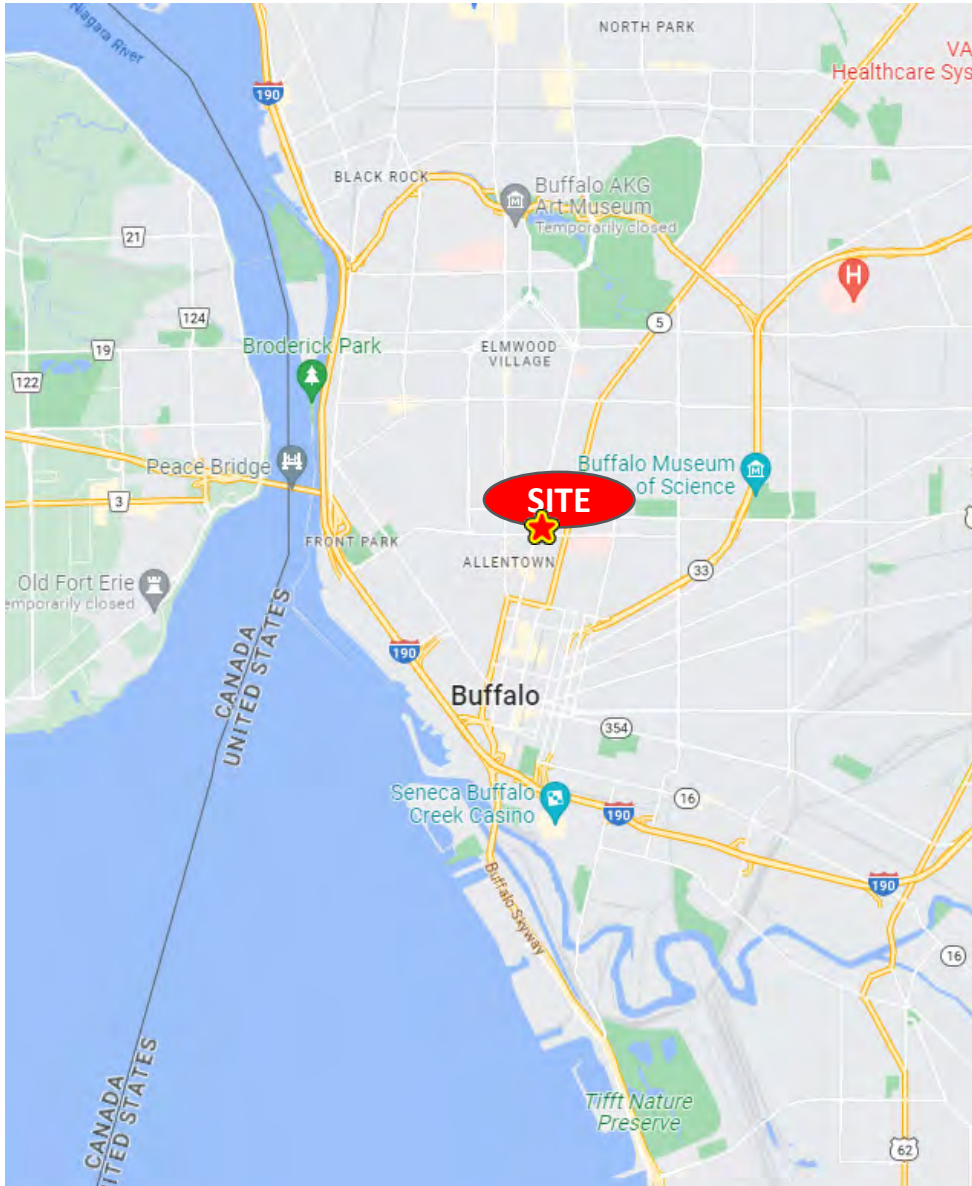 NORTH PARK
Niagara River
VA
Healthcare Sys
190
BLACK ROCK
Buffalo AKG
Art Museum
Temporarily closed
21
H
124
5
19
Broderick Park
ELMWOOD
VILLAGE
122
Peace Bridge
Buffalo Museum
of Science
3
SITE
FRONT PARK
ALLENTOWN
33
Old Fort Erie
emporarily closed
190
CANADA
UNITED STATES
Buffalo
354
Seneca Buffalo
Creek Casino
16
190
190
Buffalo Skyway
16
CANADA
ITED STATES
Tifft Nature
Preserve
62